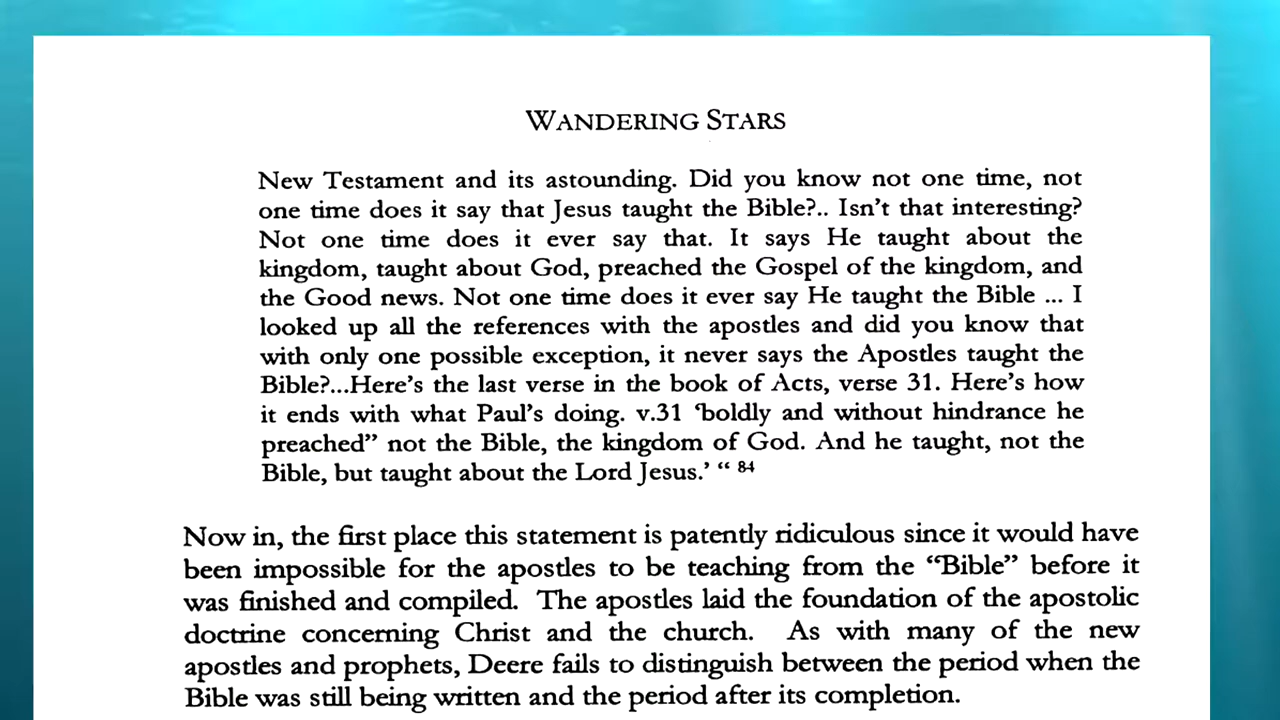 WANDERING STARS
New Testament and its astounding. Did you know not one time, not
one time does it say that Jesus taught the Bible?.. Isn't that interesting?
Not one time does it ever say that. It says He taught about the
kingdom, taught about God, preached the Gospel of the kingdom, and
the Good news. Not one time does it ever say He taught the Bible ... I
looked up all the references with the apostles and did you know that
with only one possible exception, it never says the Apostles taught the
Bible?...Here's the last verse in the book of Acts, verse 31. Here's how
it ends with what Paul's doing. v.31 'boldly and without hindrance he
preached” not the Bible, the kingdom of God. And he taught, not the
Bible, but taught about the Lord Jesus.' “ 84
Now in, the first place this statement is patently ridiculous since it would have
been impossible for the apostles to be teaching from the “Bible” before it
was finished and compiled. The apostles laid the foundation of the apostolic
doctrine concerning Christ and the church. As with many of the new
apostles and prophets, Deere fails to distinguish between the period when the
Bible was still being written and the period after its completion.